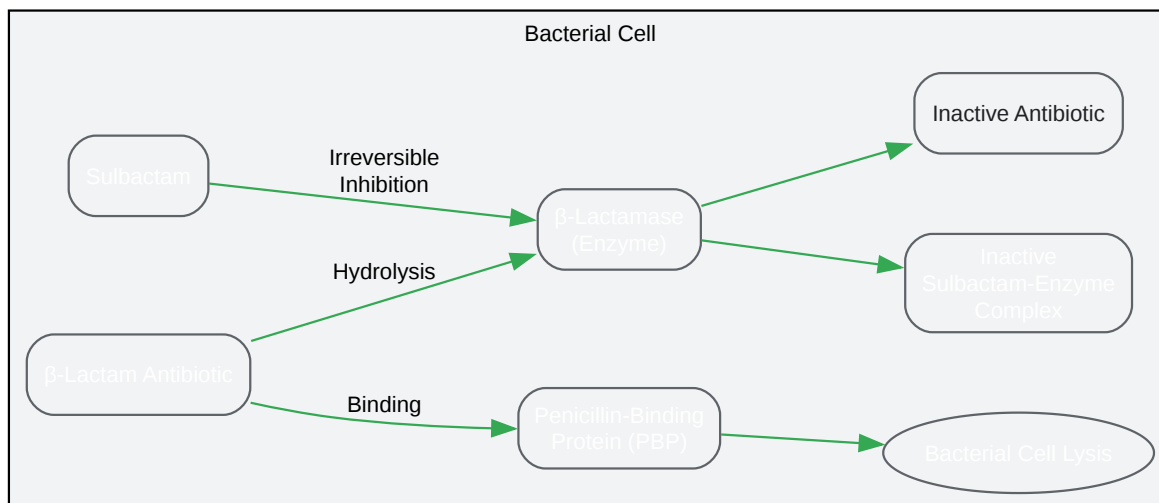 Bacterial Cell
Sulbactam
Irreversible
Inhibition
β-Lactamase
(Enzyme)
Inactive Antibiotic
Inactive
Sulbactam-Enzyme
Complex
Hydrolysis
β-Lactam Antibiotic
Binding
Penicillin-Binding
Protein (PBP)
Bacterial Cell Lysis